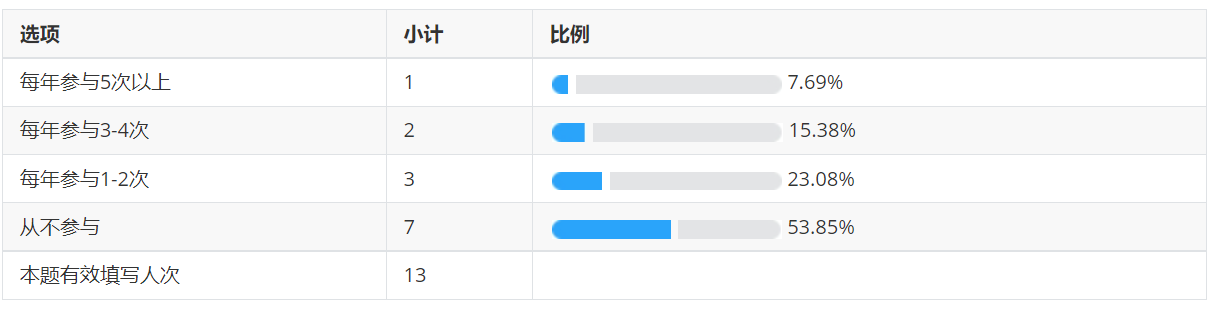 选项 小计 比例
每年参与5次以上 1 7.69%
每年参与3-4次 2 15.38%
每年参与1-2次 3 23.08%
从不参与 7 53.85%
本题有效填写人次 13